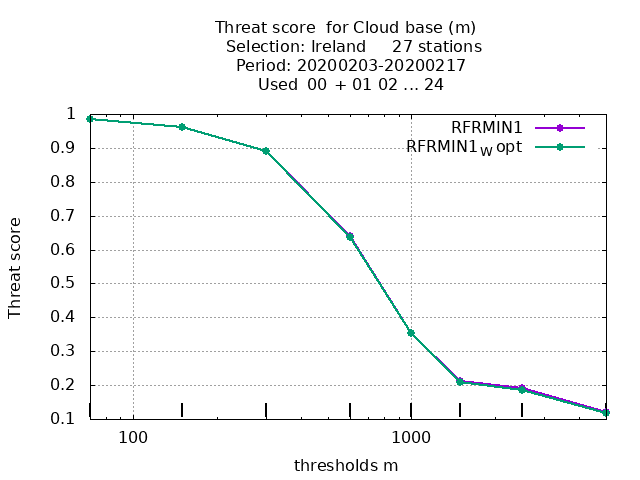 Threat score for Cloud base (m)
Selection: Ireland 27 stations
Period: 20200203-20200217
Used 00 + 01 02 ... 24
RFRMIN1
RFRMIN1W opt
1
0.9
0.8
0.7
0.6
0.5
0.4
0.3
0.2
0.1
Threat score
100
1000
thresholds m